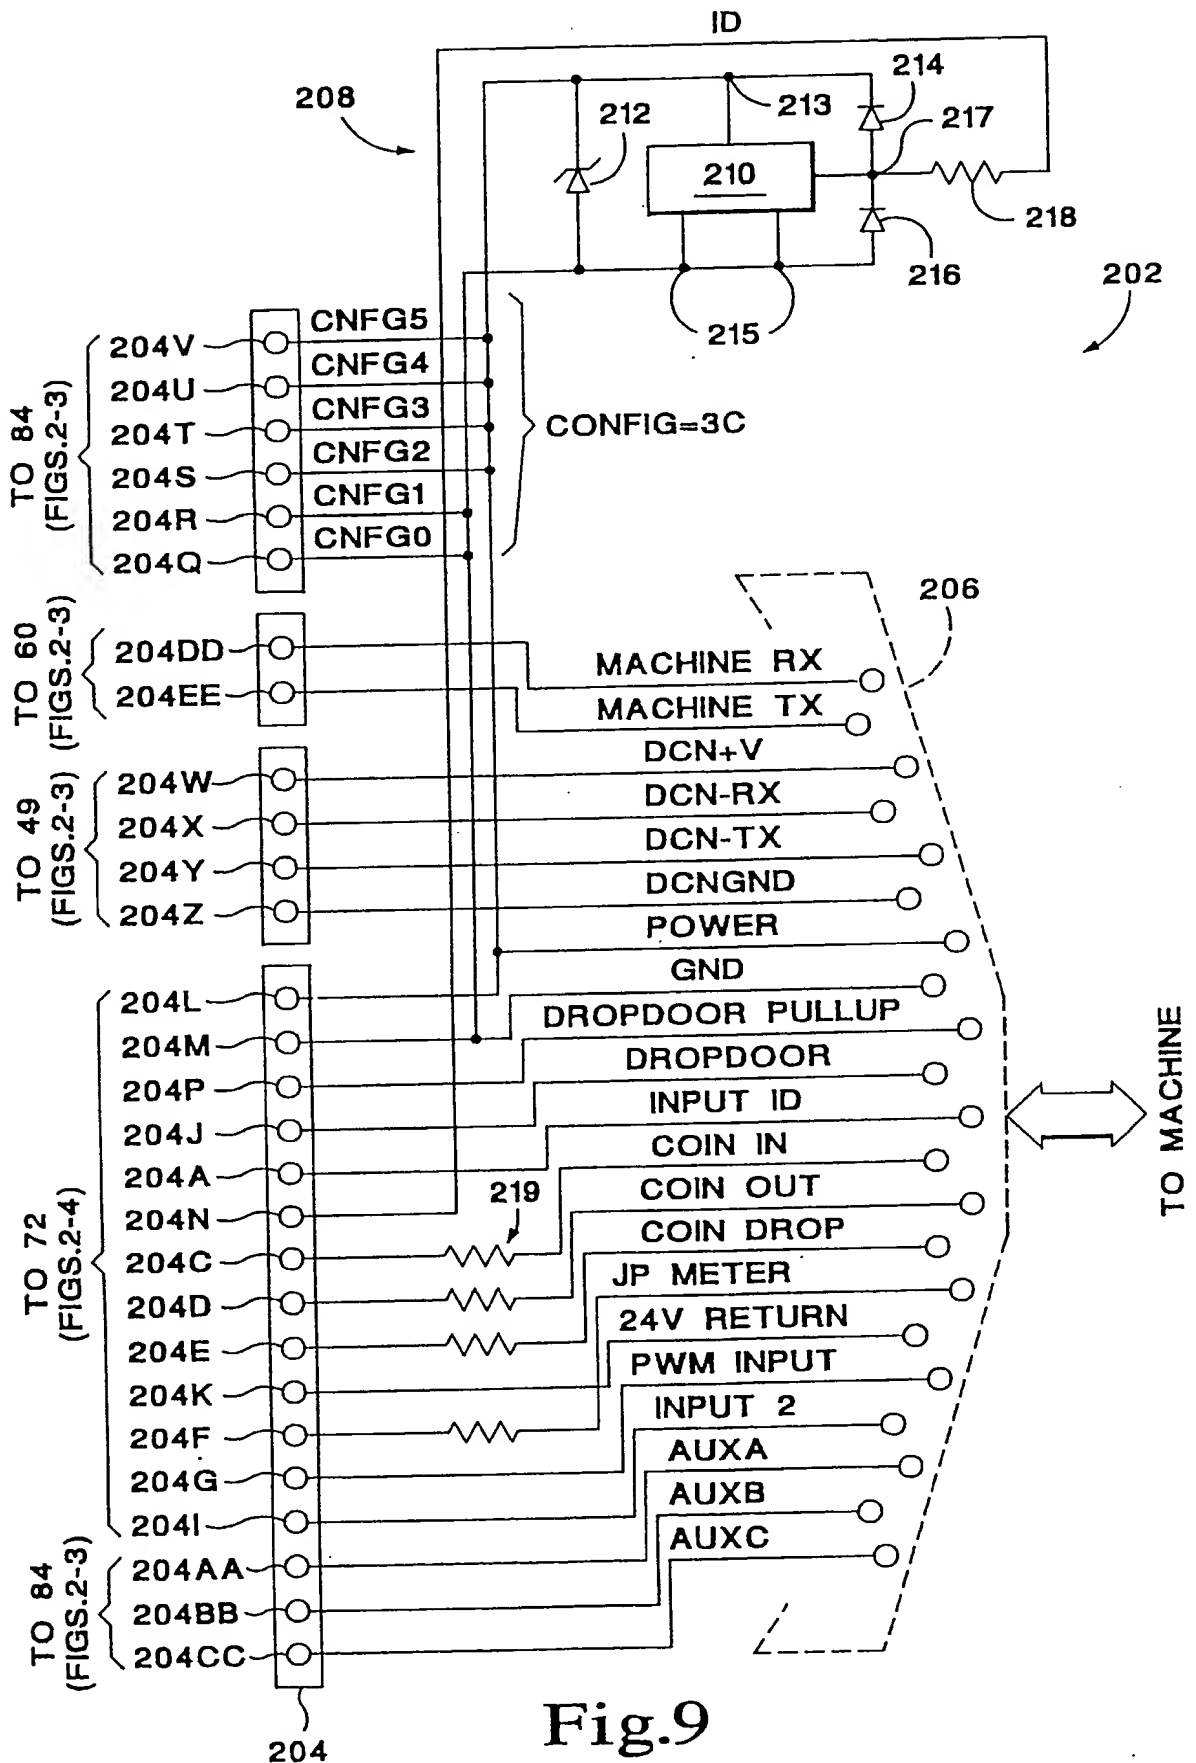 ID
208
212
213
214
217
210
218
216
215
202
CNFG5
204V
CNFG4
204U
CNFG3
204T
CONFIG=3C
CNFG2
204S
CNFG1
204R
CNFG0
204Q
TO 84
(FIGS.2-3)
206
204DD
MACHINE RX
204EE
MACHINE TX
TO 60
(FIGS.2-3)
204W
DCN+V
204X
DCN-RX
204Y
DCN-TX
204Z
DCNGND
TO 49
(FIGS.2-3)
POWER
204L
GND
204M
DROPDOOR PULLUP
204P
DROPDOOR
204J
INPUT ID
204A
COIN IN
204N
219
COIN OUT
204C
COIN DROP
204D
JP METER
204E
24V RETURN
204K
PWM INPUT
204F
INPUT 2
204G
AUXA
204I
AUXB
TO 72
(FIGS.2-4)
204AA
AUXC
204BB
204CC
TO 84
(FIGS.2-3)
TO MACHINE
204
Fig.9